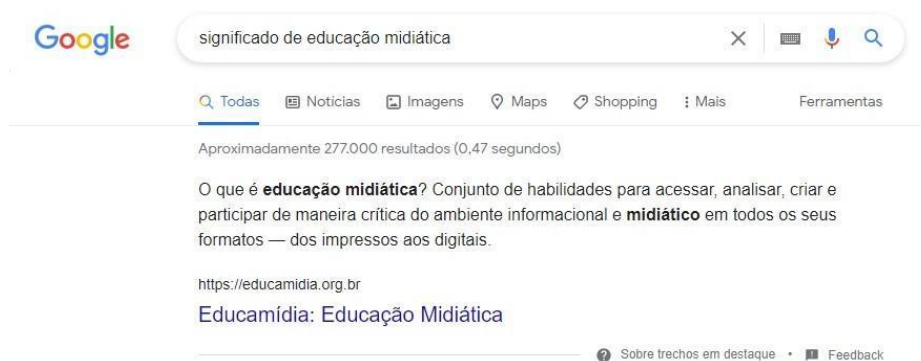 Google
significado de educação midiática
Todas Notícias Imagens Maps Shopping Mais Ferramentas
Aproximadamente 277.000 resultados (0,47 segundos)
O que é educação midiática? Conjunto de habilidades para acessar, analisar, criar e
participar de maneira crítica do ambiente informacional e midiático em todos os seus
formatos — dos impressos aos digitais.
https://educamidia.org.br
Educamídia: Educação Midiática
Sobre trechos em destaque • Feedback